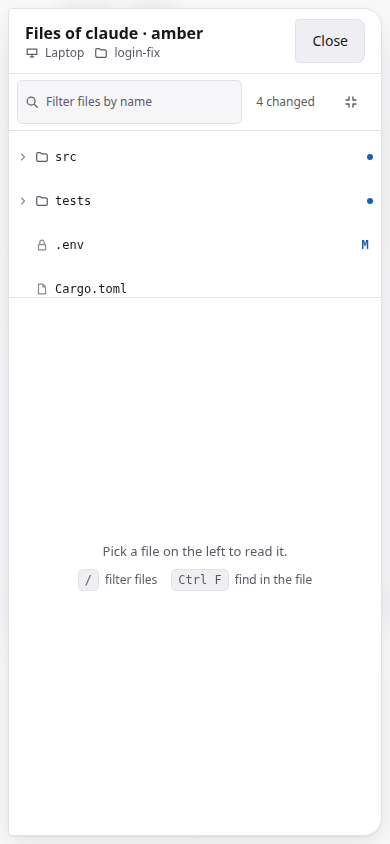 Files of claude · amber
Laptop login-fix
Close
Filter files by name
4 changed
src
tests
.env M
Cargo.toml
Pick a file on the left to read it.
/ filter files Ctrl F find in the file